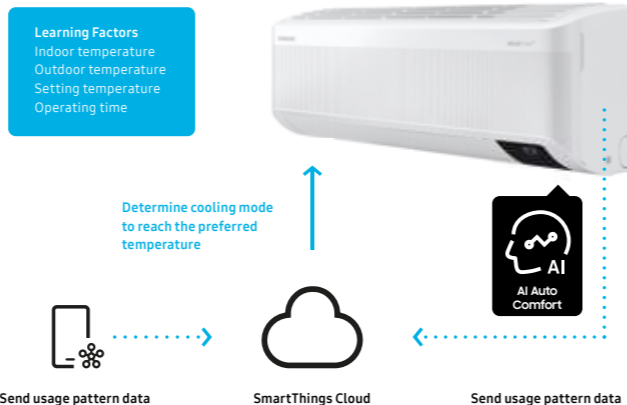 Learning Factors
Indoor temperature
Outdoor temperature
Setting temperature
Operating time
SAMSUNG
Determine cooling mode
to reach the preferred
temperature
AI
AI Auto
Comfort
Send usage pattern data
SmartThings Cloud
Send usage pattern data